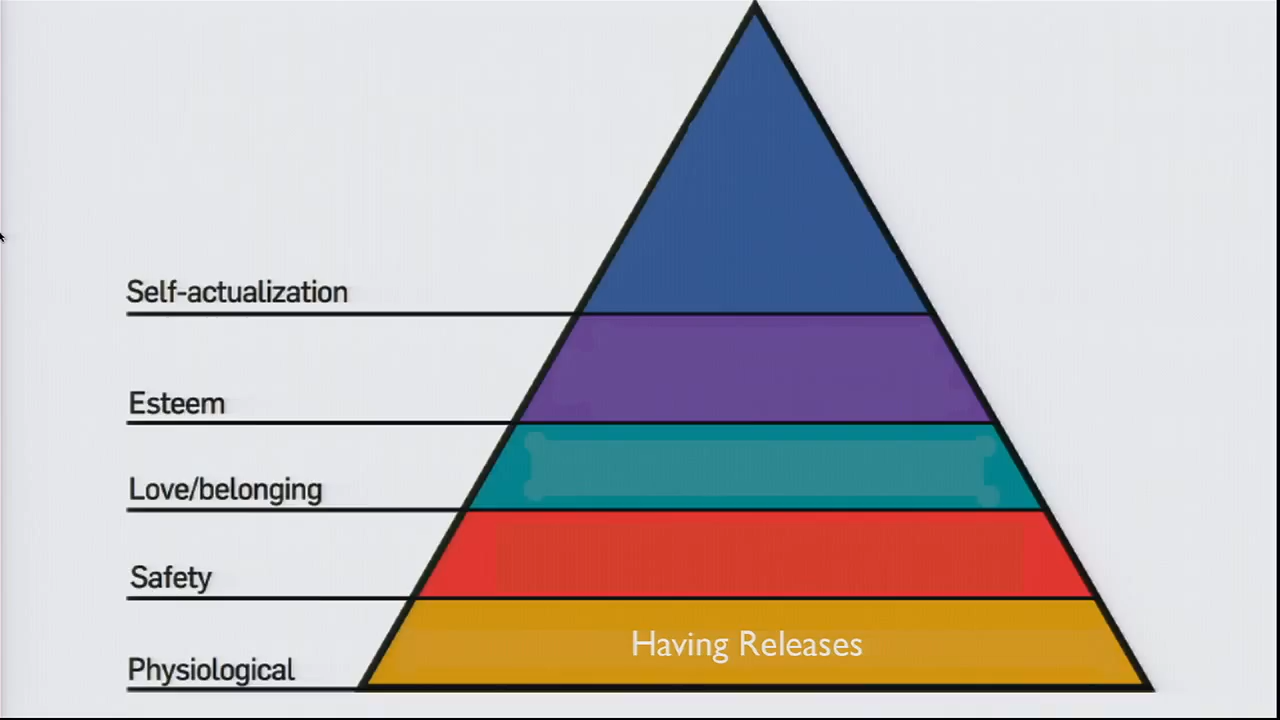 Self-actualization
Esteem
Love/belonging
Safety
Having Releases
Physiological